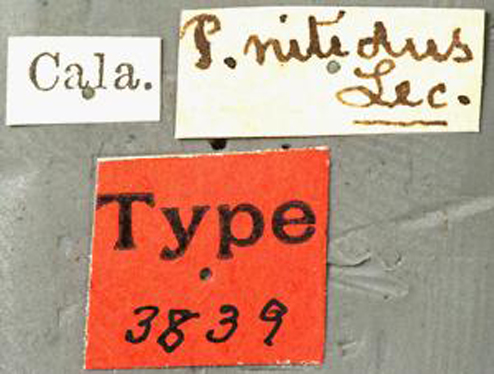 Cala.
P. nitidus
Lec.
Type
3839